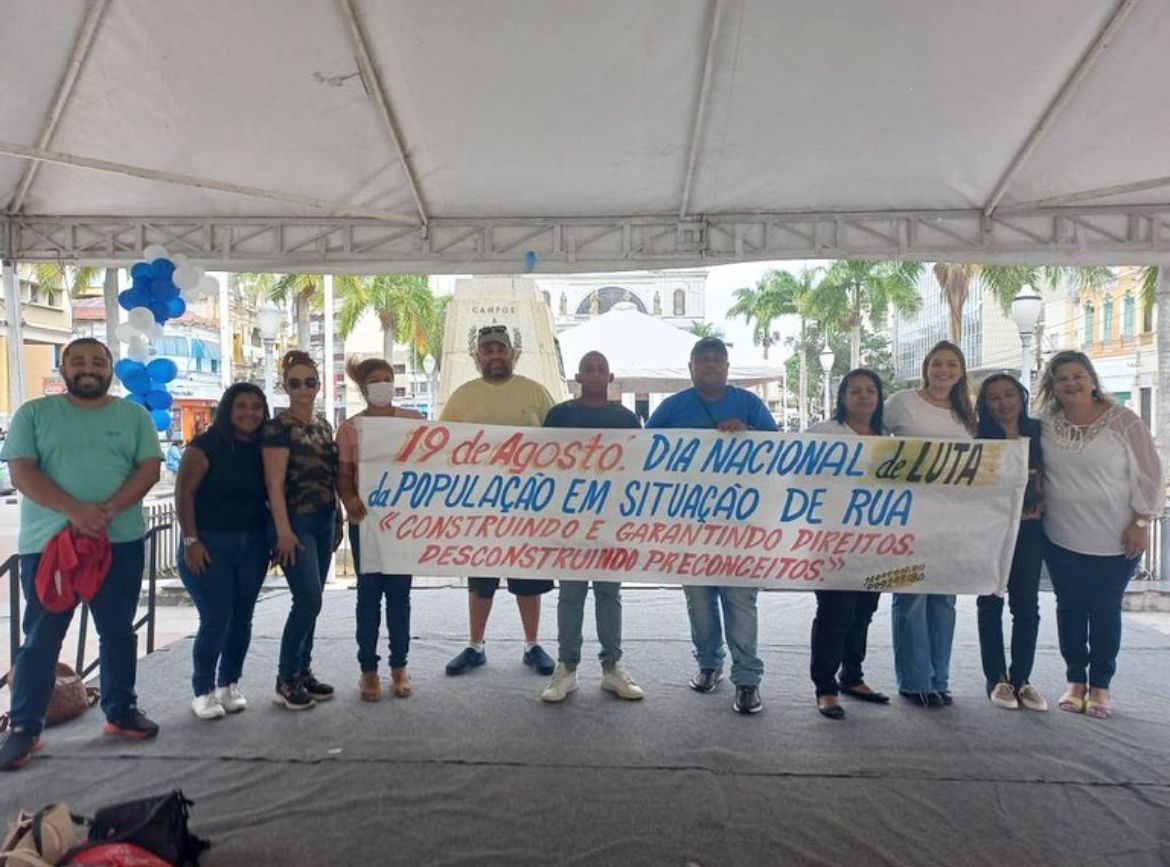 CAMPOS
A
19 de Agosto: DIA NACIONAL de LUTA
da POPULAÇÃO EM SITUAÇÃO DE RUA
"CONSTRUINDO E GARANTINDO DIREITOS,
DESCONSTRUINDO PRECONCEITOS."